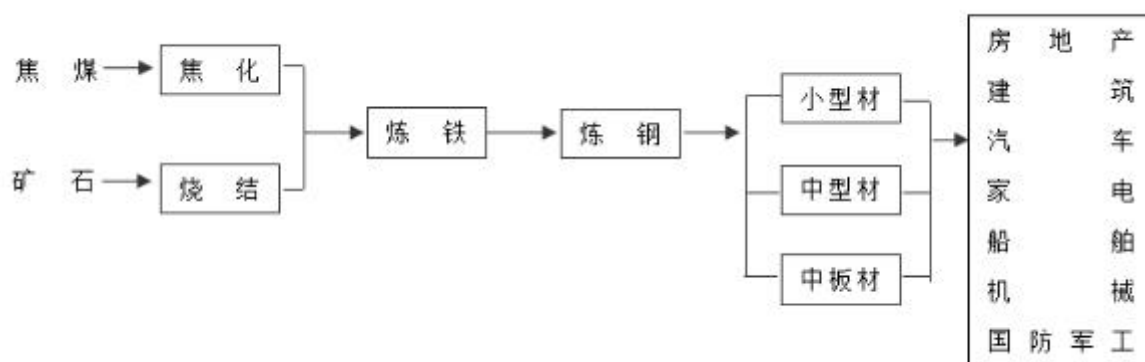 焦煤
焦化
矿石
烧结
炼铁
炼钢
小型材
中型材
中板材
房地产
建筑
汽车
家电
船舶
机械
国防军工